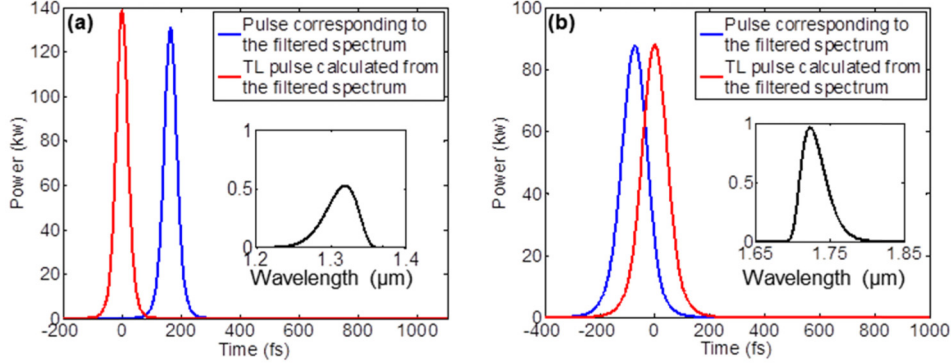 140
120
100
80
60
40
20
0
Power (kw)
(a)
Pulse corresponding to
the filtered spectrum
TL pulse calculated from
the filtered spectrum
1
0.5
0
1.2 1.3 1.4
Wavelength (μm)
-200 0 200 400 600 800 1000
Time (fs)
100
80
60
40
20
0
Power (kw)
(b)
Pulse corresponding to
the filtered spectrum
TL pulse calculated from
the filtered spectrum
1
0.5
0
1.65 1.75 1.85
Wavelength (μm)
-400 -200 0 200 400 600 800 1000
Time (fs)